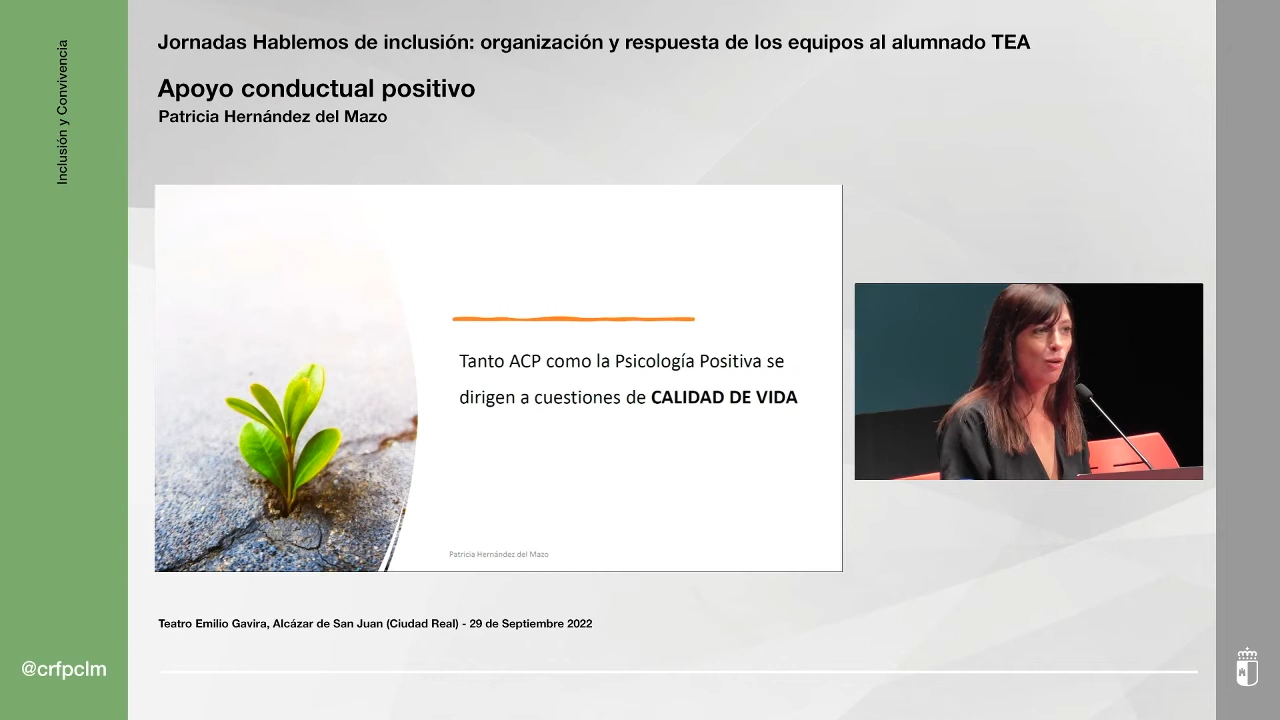 Inclusión y Convivencia
Jornadas Hablemos de inclusión: organización y respuesta de los equipos al alumnado TEA
Apoyo conductual positivo
Patricia Hernández del Mazo
Tanto ACP como la Psicología Positiva se
dirigen a cuestiones de CALIDAD DE VIDA
Patricia Hernández del Mazo
Teatro Emilio Gavira, Alcázar de San Juan (Ciudad Real) - 29 de Septiembre 2022
@crfpclm